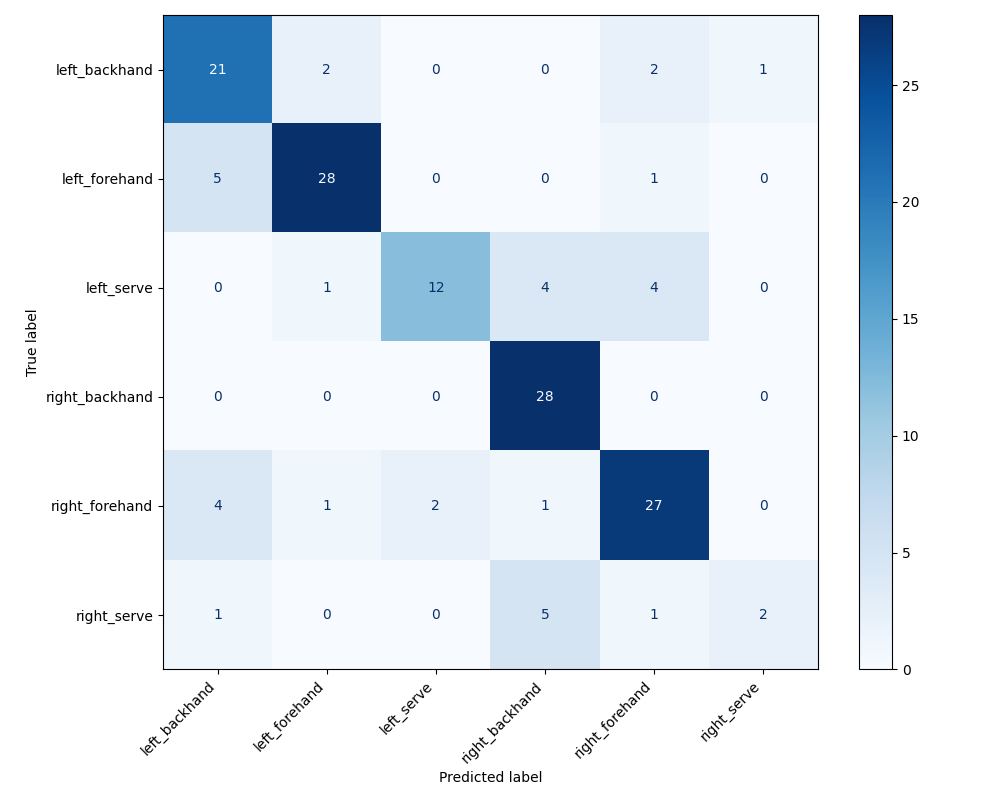 left_backhand 21 2 0 0 2 1
left_forehand 5 28 0 0 1 0
left_serve 0 1 12 4 4 0
right_backhand 0 0 0 28 0 0
right_forehand 4 1 2 1 27 0
right_serve 1 0 0 5 1 2
True label
left_backhand left_forehand left_serve right_backhand right_forehand right_serve
Predicted label
25
20
15
10
5
0